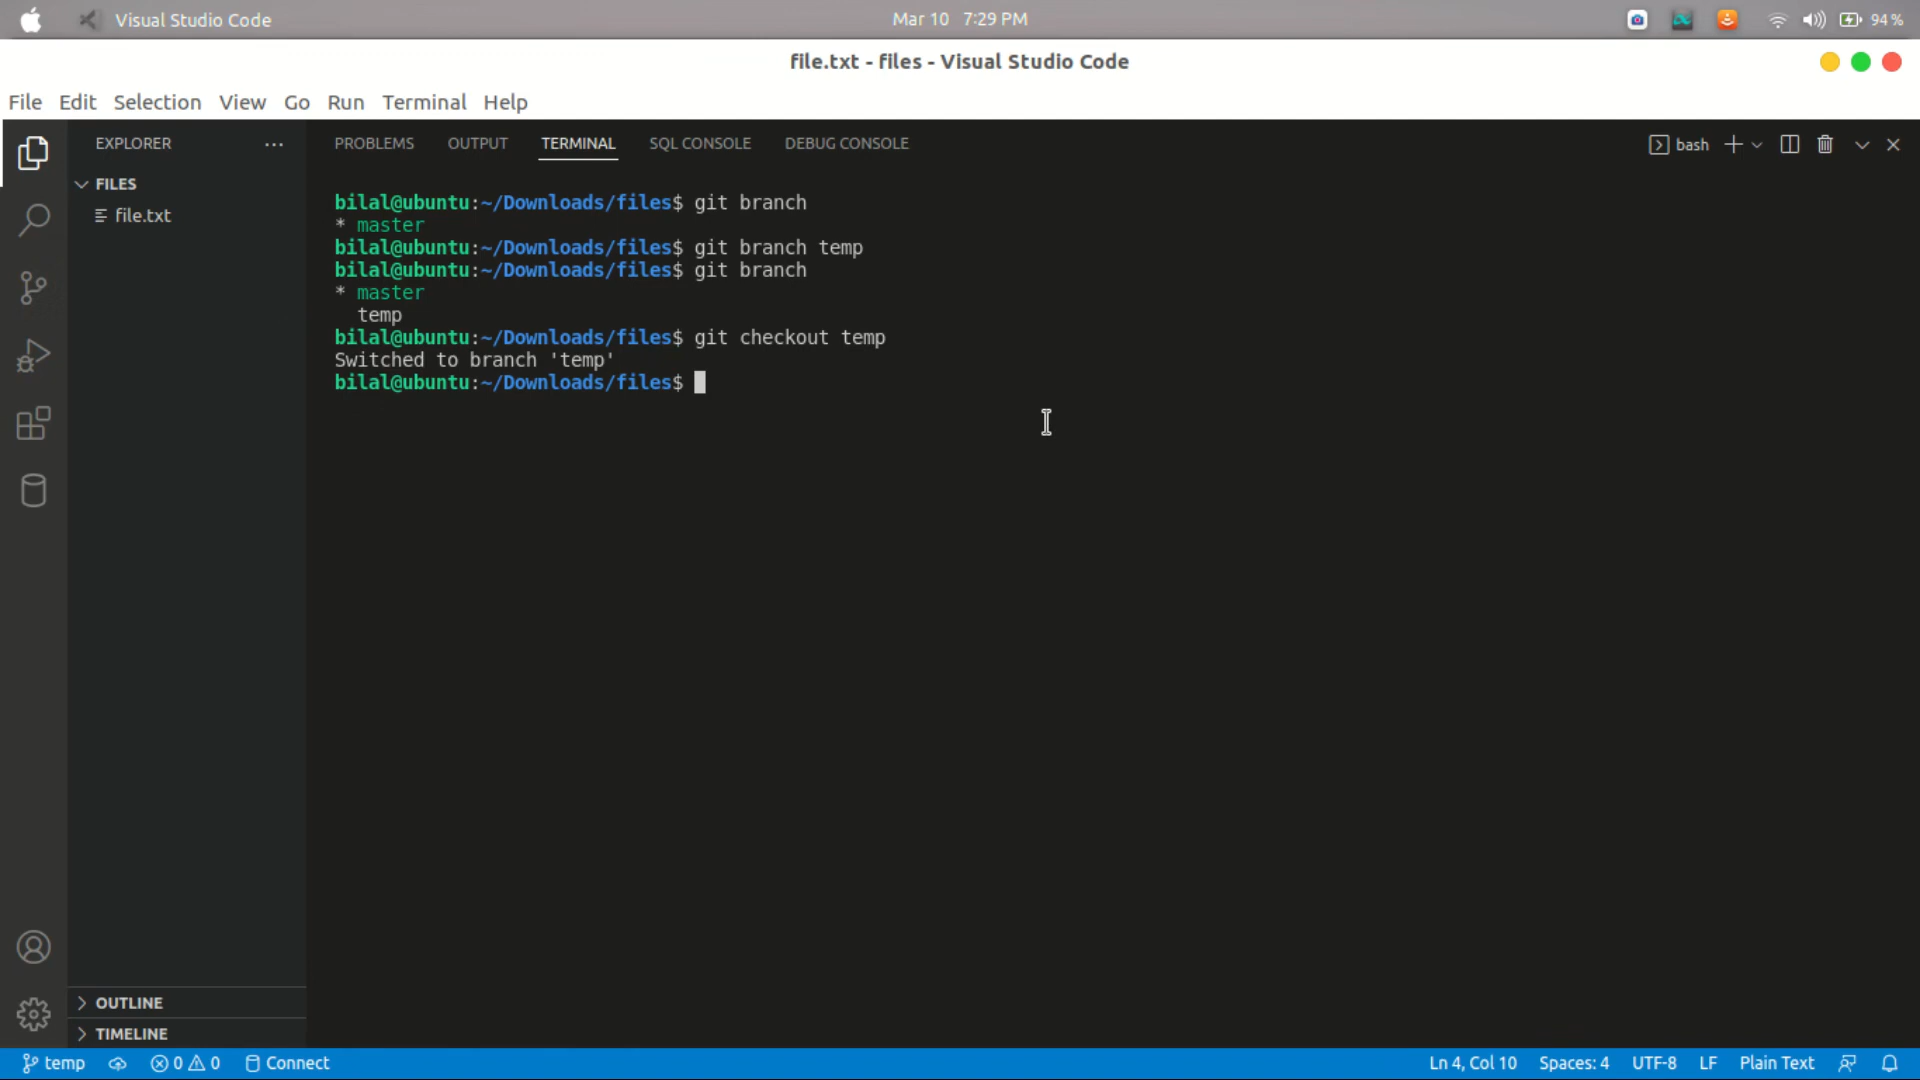 Visual Studio Code
Mar 10 7:29 PM
94 %
file.txt - files - Visual Studio Code
File Edit Selection View Go Run Terminal Help
EXPLORER
PROBLEMS OUTPUT TERMINAL SQL CONSOLE DEBUG CONSOLE
bash
FILES
file.txt
bilal@ubuntu:~/Downloads/files$ git branch
* master
bilal@ubuntu:~/Downloads/files$ git branch temp
bilal@ubuntu:~/Downloads/files$ git branch
* master
temp
bilal@ubuntu:~/Downloads/files$ git checkout temp
Switched to branch 'temp'
bilal@ubuntu:~/Downloads/files$
OUTLINE
TIMELINE
temp 0 0 Connect
Ln 4, Col 10 Spaces: 4 UTF-8 LF Plain Text